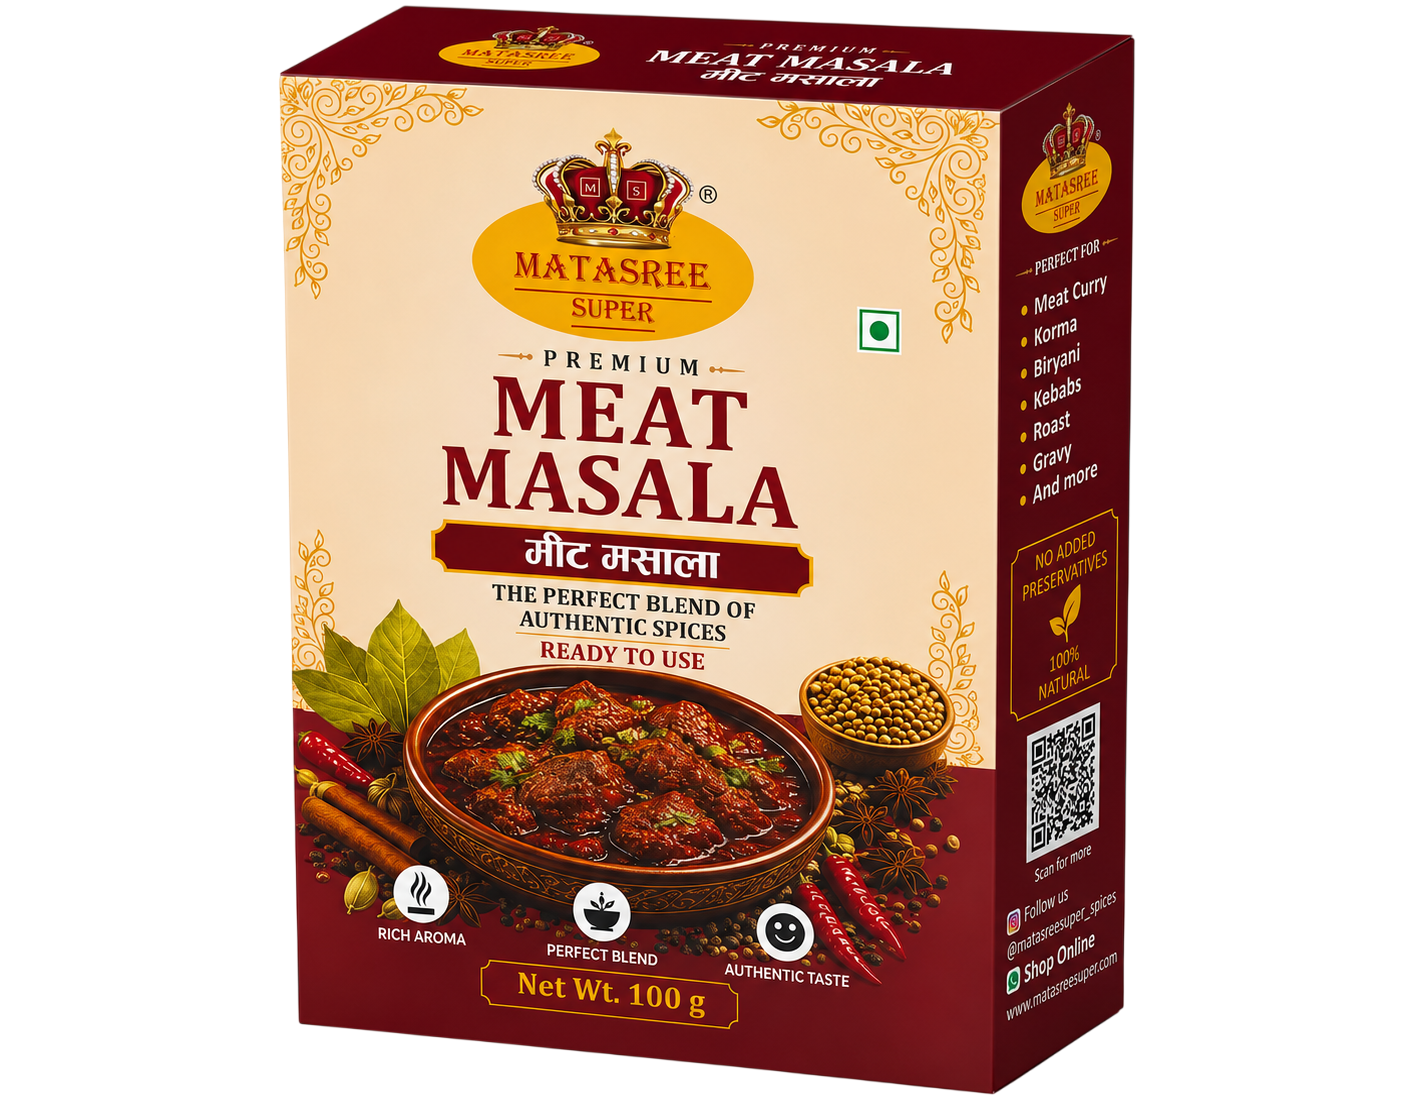 MATASREE
SUPER
PREMIUM
MEAT MASALA
मीट मसाला
M S
®
MATASREE
SUPER
PREMIUM
MEAT
MASALA
मीट मसाला
THE PERFECT BLEND OF
AUTHENTIC SPICES
READY TO USE
RICH AROMA
PERFECT BLEND
AUTHENTIC TASTE
Net Wt. 100 g
MATASREE
SUPER
PERFECT FOR
Meat Curry
Korma
Biryani
Kebabs
Roast
Gravy
And more
NO ADDED
PRESERVATIVES
100%
NATURAL
Scan for more
Follow us
@matasreesuper_spices
Shop Online
www.matasreesuper.com